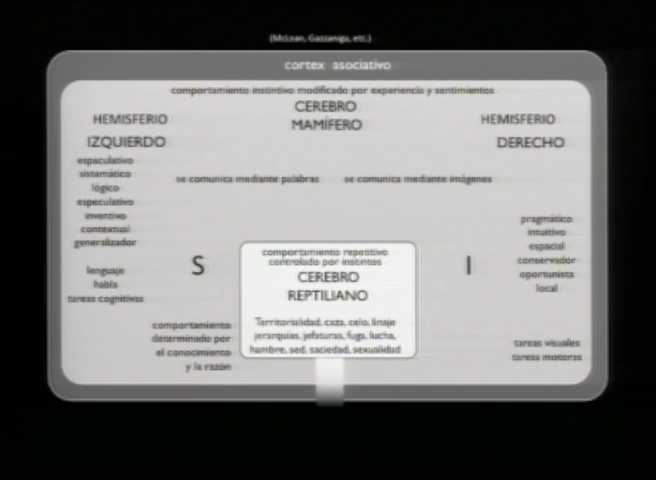 (McLean, Gazzaniga, etc.)
cortex asociativo
comportamiento instintivo modificado por experiencia y sentimientos
CEREBRO
MAMÍFERO
HEMISFERIO
IZQUIERDO
espaculativo
sistemático
lógico
especulativo
inventivo
contextual
generalizador
lenguaje
habla
tareas cognitivas
se comunica mediante palabras
se comunica mediante imágenes
HEMISFERIO
DERECHO
pragmático
intuitivo
espacial
conservador
oportunista
local
S
I
comportamiento repetitivo
controlado por instintos
CEREBRO
REPTILIANO
Territorialidad, caza, celo, linaje
jerarquías, jefaturas, fuga, lucha,
hambre, sed, saciedad, sexualidad
comportamiento
determinado por
el conocimiento
y la razón
tareas visuales
tareas motoras